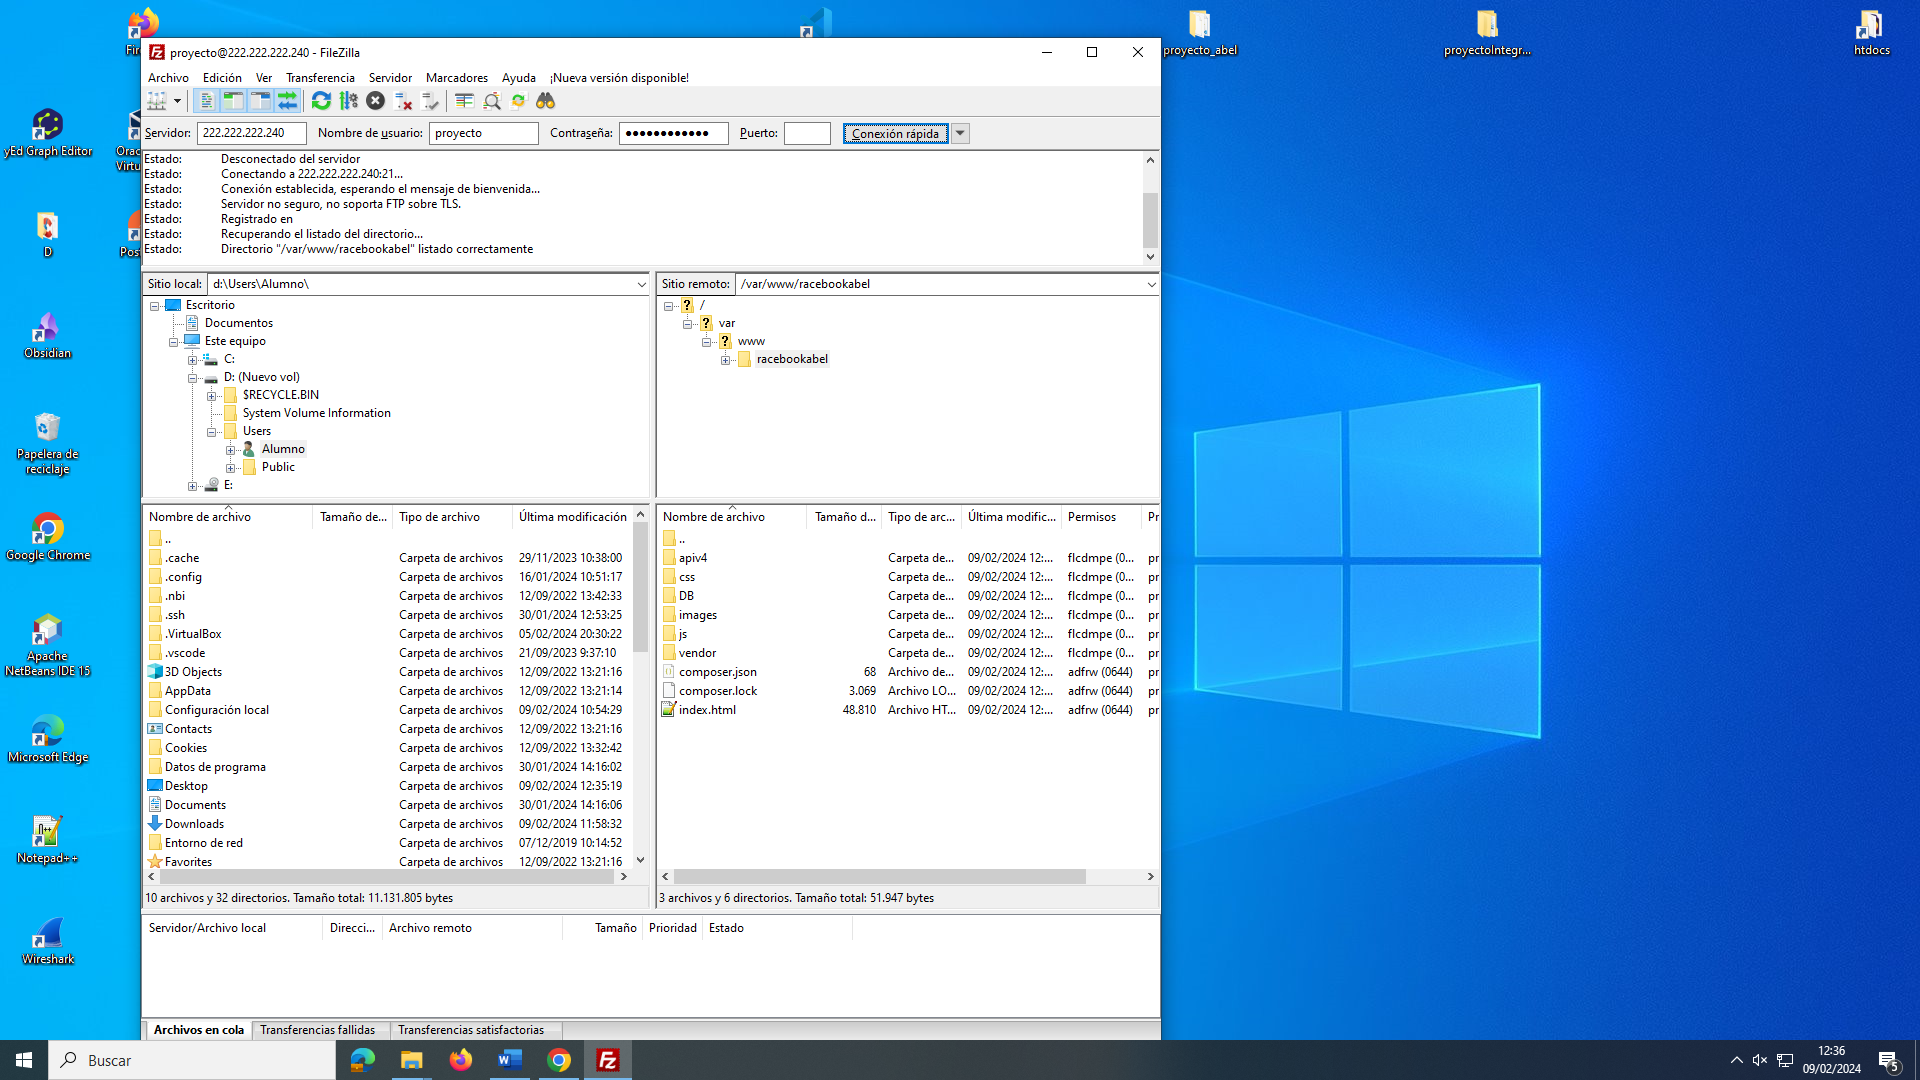 proyecto_abel
proyectoIntegr...
htdocs
yEd Graph Editor
D
Obsidian
Papelera de
reciclaje
Google Chrome
Apache
NetBeans IDE 15
Microsoft Edge
Notepad++
Wireshark
proyecto@222.222.222.240 - FileZilla
Archivo Edición Ver Transferencia Servidor Marcadores Ayuda ¡Nueva versión disponible!
Servidor: 222.222.222.240 Nombre de usuario: proyecto Contraseña: ●●●●●●●●●●●● Puerto: Conexión rápida
Estado: Desconectado del servidor
Estado: Conectando a 222.222.222.240:21...
Estado: Conexión establecida, esperando el mensaje de bienvenida...
Estado: Servidor no seguro, no soporta FTP sobre TLS.
Estado: Registrado en
Estado: Recuperando el listado del directorio...
Estado: Directorio "/var/www/racebookabel" listado correctamente
Sitio local: d:\Users\Alumno\
Escritorio
Documentos
Este equipo
C:
D: (Nuevo vol)
$RECYCLE.BIN
System Volume Information
Users
Alumno
Public
E:
Sitio remoto: /var/www/racebookabel
/
var
www
racebookabel
Nombre de archivo Tamaño de... Tipo de archivo Última modificación
..
.cache Carpeta de archivos 29/11/2023 10:38:00
.config Carpeta de archivos 16/01/2024 10:51:17
.nbi Carpeta de archivos 12/09/2022 13:42:33
.ssh Carpeta de archivos 30/01/2024 12:53:25
.VirtualBox Carpeta de archivos 05/02/2024 20:30:22
.vscode Carpeta de archivos 21/09/2023 9:37:10
3D Objects Carpeta de archivos 12/09/2022 13:21:16
AppData Carpeta de archivos 12/09/2022 13:21:14
Configuración local Carpeta de archivos 09/02/2024 10:54:29
Contacts Carpeta de archivos 12/09/2022 13:21:16
Cookies Carpeta de archivos 12/09/2022 13:32:42
Datos de programa Carpeta de archivos 30/01/2024 14:16:02
Desktop Carpeta de archivos 09/02/2024 12:35:19
Documents Carpeta de archivos 30/01/2024 14:16:06
Downloads Carpeta de archivos 09/02/2024 11:58:32
Entorno de red Carpeta de archivos 07/12/2019 10:14:52
Favorites Carpeta de archivos 12/09/2022 13:21:16
10 archivos y 32 directorios. Tamaño total: 11.131.805 bytes
Nombre de archivo Tamaño d... Tipo de arc... Última modific... Permisos Pr
..
apiv4 Carpeta de... 09/02/2024 12:... flcdmpe (0... pr
css Carpeta de... 09/02/2024 12:... flcdmpe (0... pr
DB Carpeta de... 09/02/2024 12:... flcdmpe (0... pr
images Carpeta de... 09/02/2024 12:... flcdmpe (0... pr
js Carpeta de... 09/02/2024 12:... flcdmpe (0... pr
vendor Carpeta de... 09/02/2024 12:... flcdmpe (0... pr
composer.json 68 Archivo de... 09/02/2024 12:... adfrw (0644) pr
composer.lock 3.069 Archivo LO... 09/02/2024 12:... adfrw (0644) pr
index.html 48.810 Archivo HT... 09/02/2024 12:... adfrw (0644) pr
3 archivos y 6 directorios. Tamaño total: 51.947 bytes
Servidor/Archivo local Direcci... Archivo remoto Tamaño Prioridad Estado
Archivos en cola Transferencias fallidas Transferencias satisfactorias
Buscar
12:36
09/02/2024
5